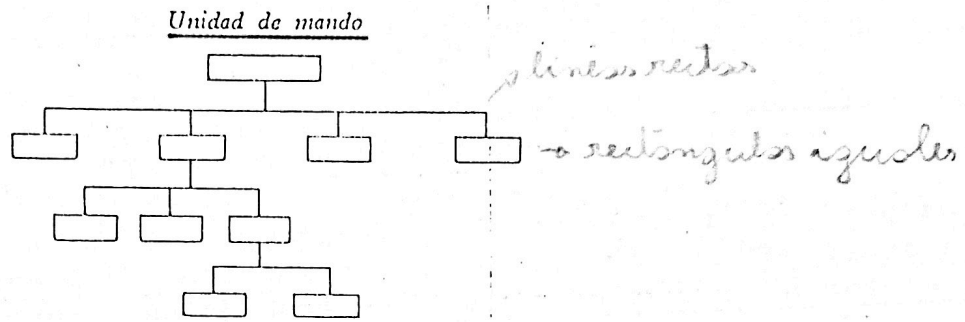 Unidad de mando
líneas rectas
→ rectángulos iguales